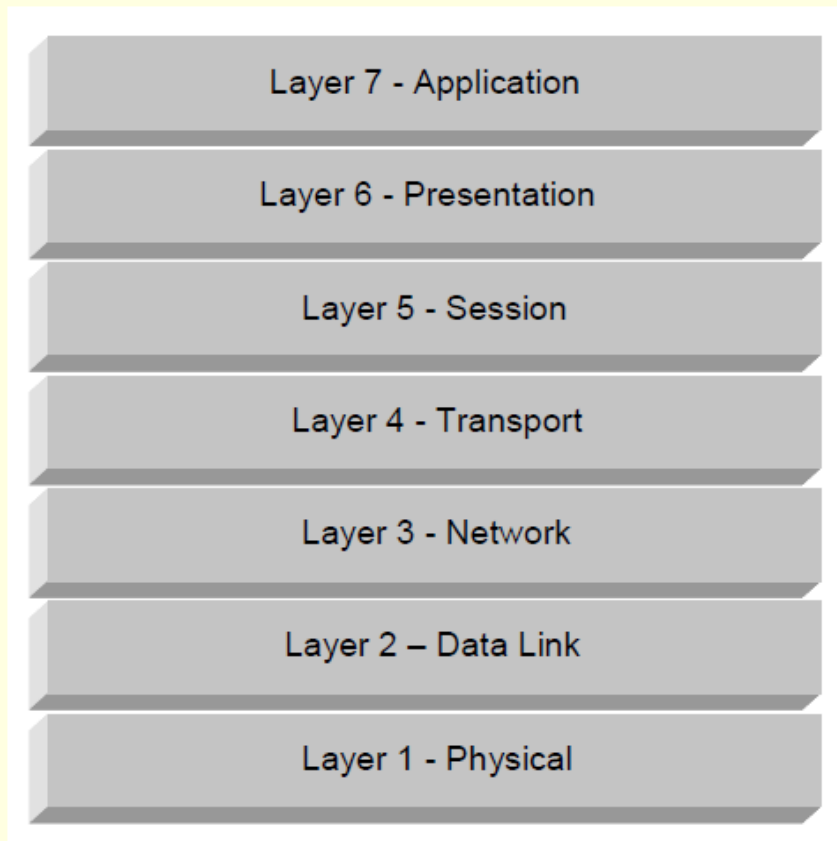 Layer 7 - Application
Layer 6 - Presentation
Layer 5 - Session
Layer 4 - Transport
Layer 3 - Network
Layer 2 – Data Link
Layer 1 - Physical